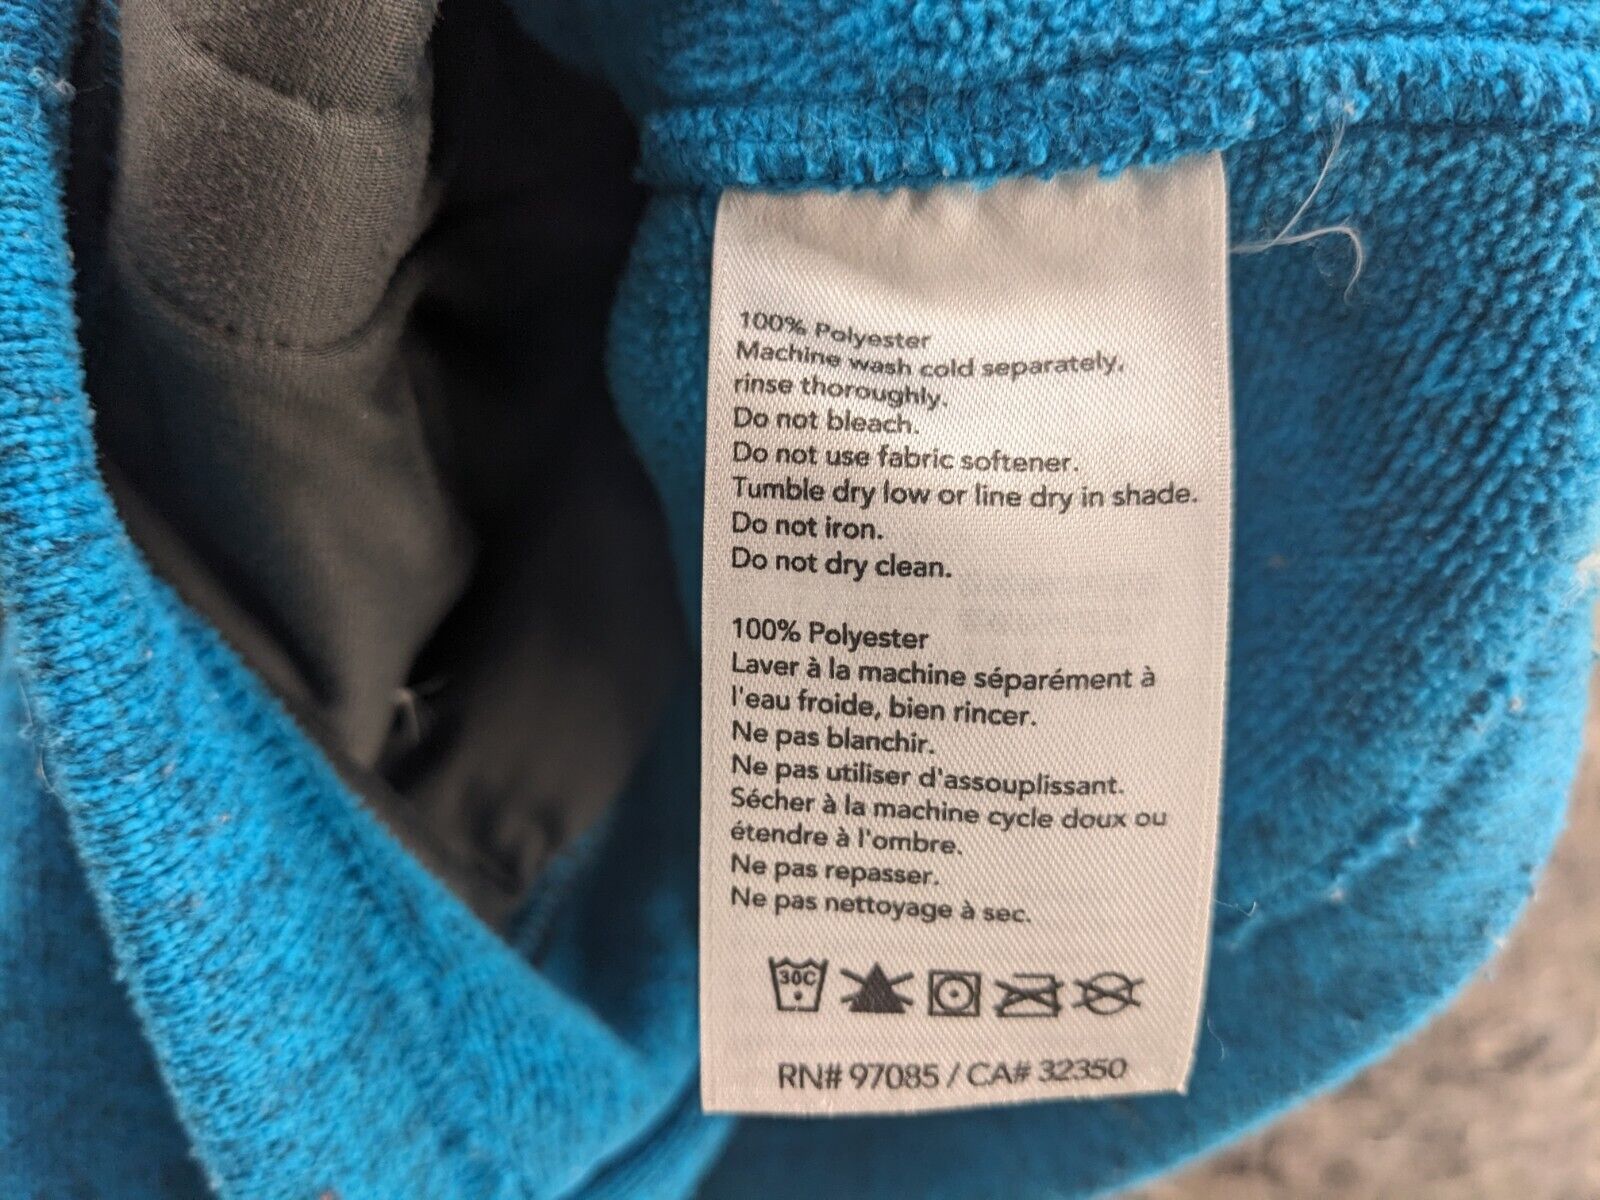 100% Polyester
Machine wash cold separately,
rinse thoroughly.
Do not bleach.
Do not use fabric softener.
Tumble dry low or line dry in shade.
Do not iron.
Do not dry clean.
100% Polyester
Laver à la machine séparément à
l'eau froide, bien rincer.
Ne pas blanchir.
Ne pas utiliser d'assouplissant.
Sécher à la machine cycle doux ou
étendre à l'ombre.
Ne pas repasser.
Ne pas nettoyage à sec.
30C
RN# 97085 / CA# 32350